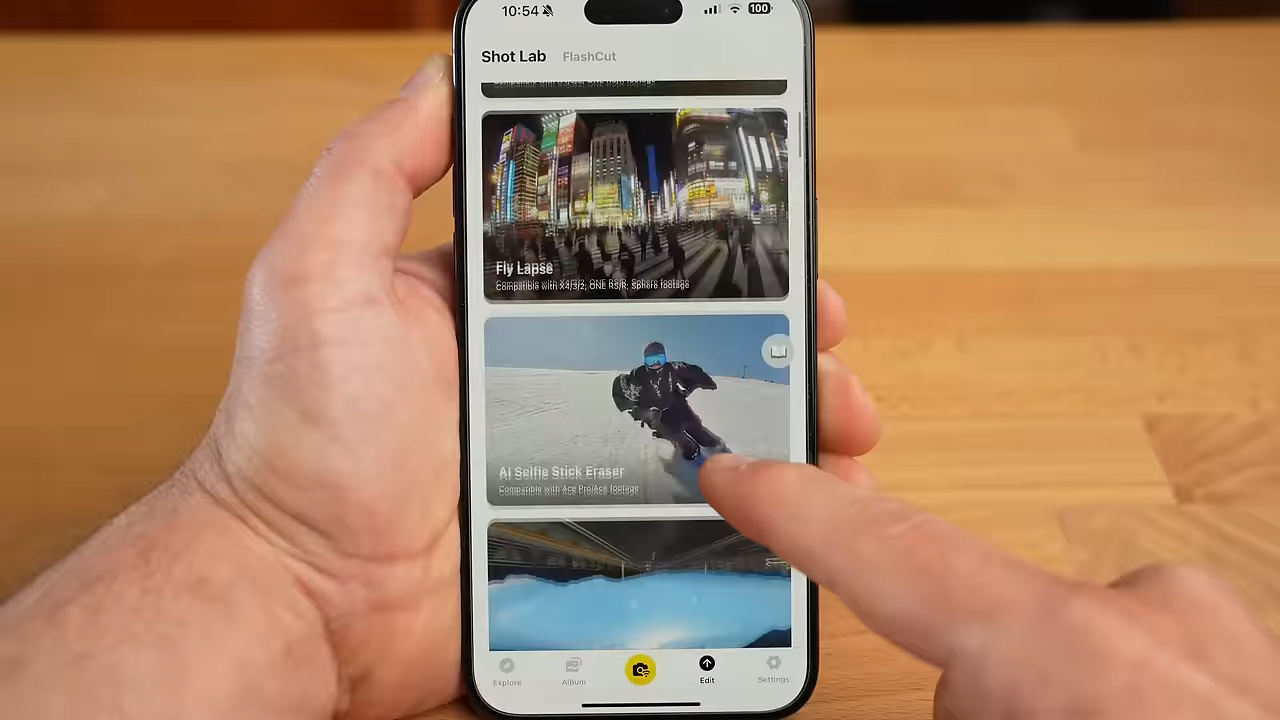 10:54
100
Shot Lab FlashCut
Fly Lapse
Compatible with X4/3/2, ONE RS/R, Sphere footage
AI Selfie Stick Eraser
Compatible with Ace Pro/Ace footage
Explore Album Edit Settings